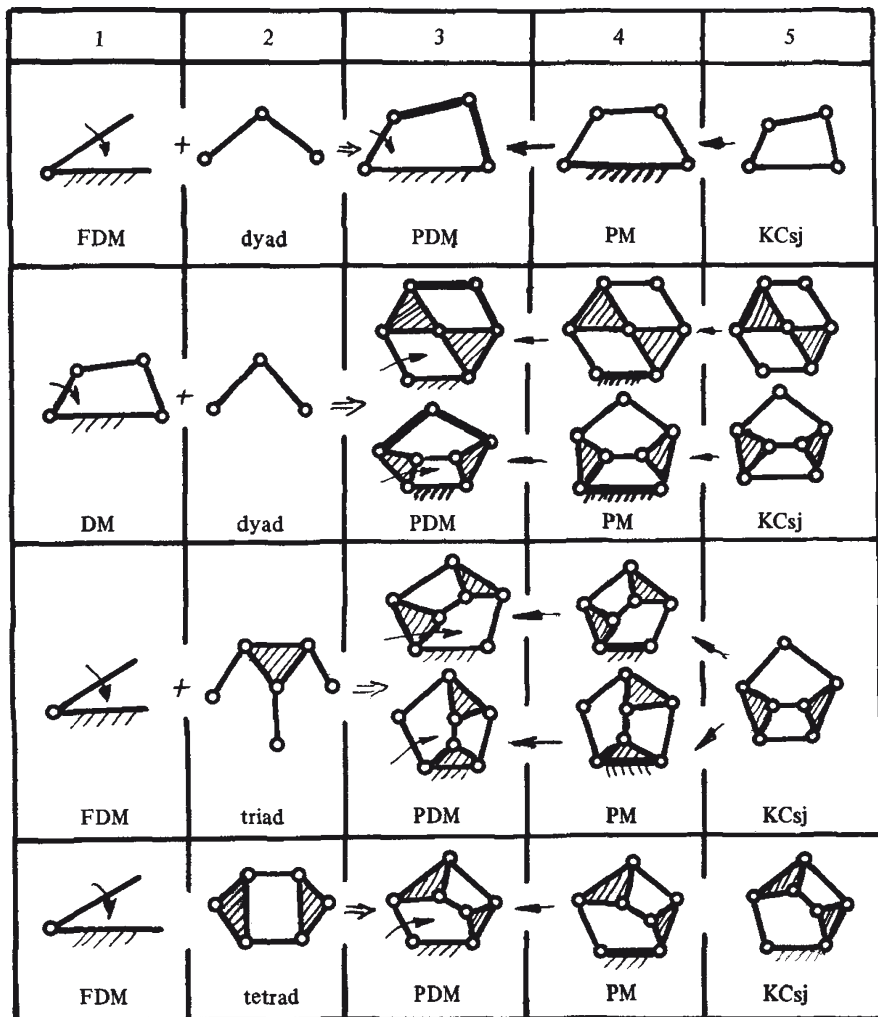 1 2 3 4 5
+ ⇒
FDM dyad PDM PM KCsj
+ ⇒
DM dyad PDM PM KCsj
+ ⇒
FDM triad PDM PM KCsj
⇒
FDM tetrad PDM PM KCsj